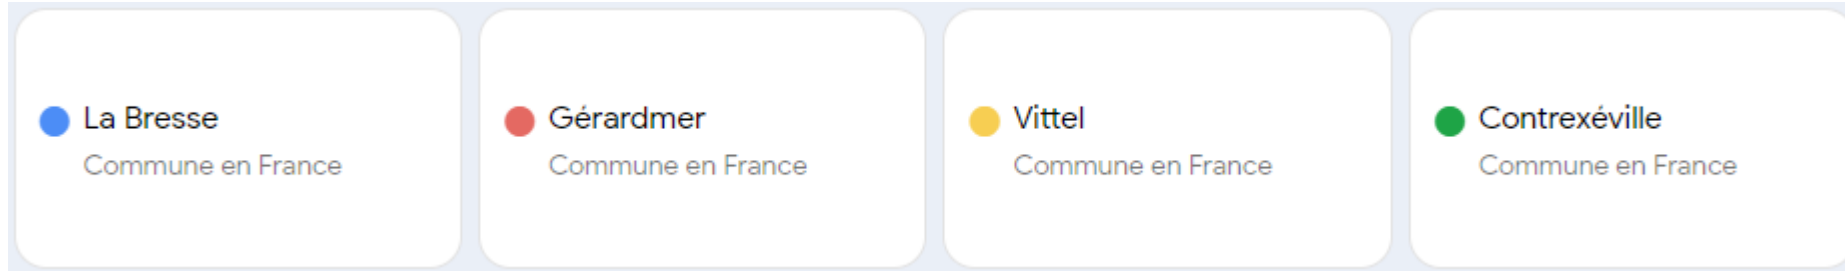 La Bresse
Commune en France
Gérardmer
Commune en France
Vittel
Commune en France
Contrexéville
Commune en France